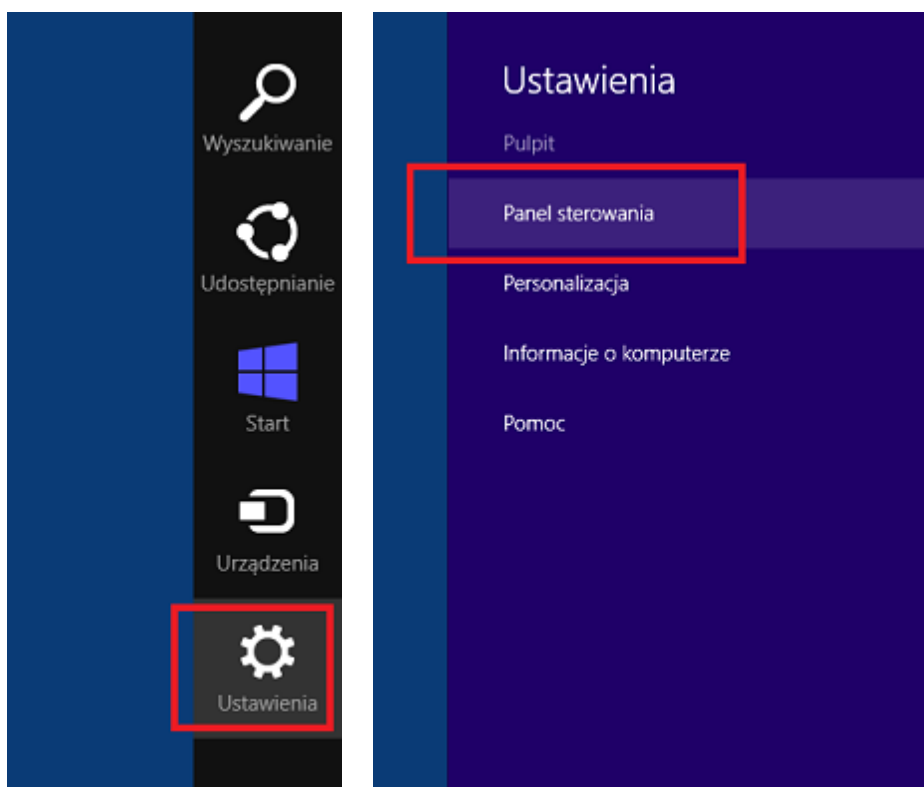 Wyszukiwanie
Udostępnianie
Start
Urządzenia
Ustawienia
Ustawienia
Pulpit
Panel sterowania
Personalizacja
Informacje o komputerze
Pomoc